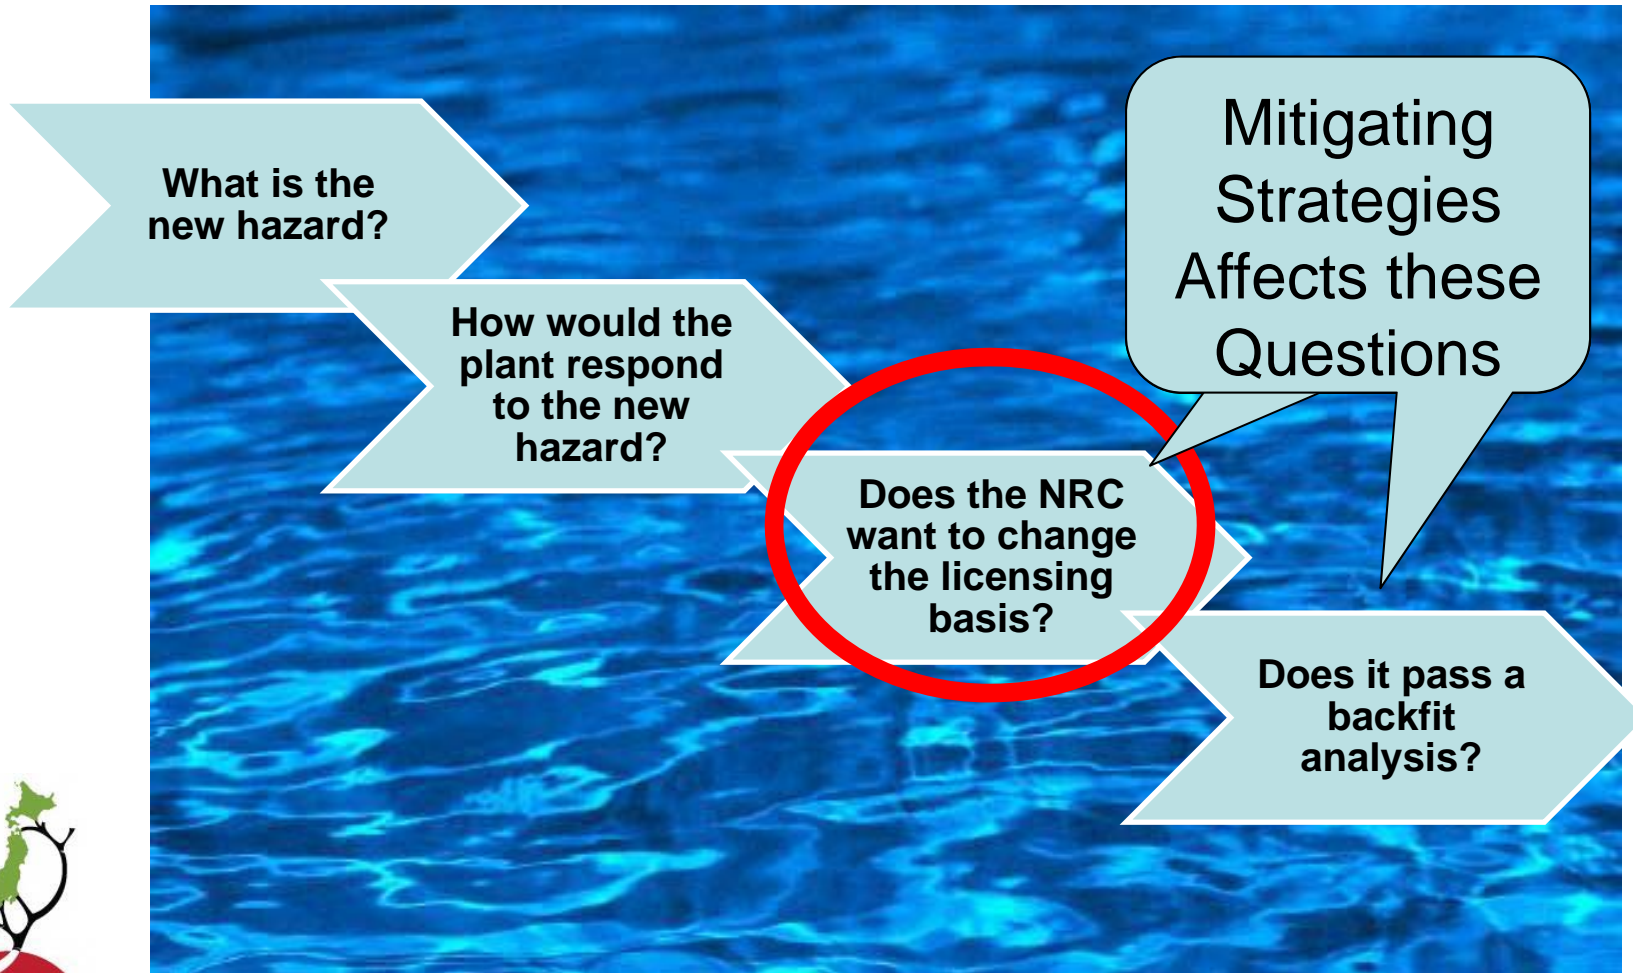 What is the
new hazard?
How would the
plant respond
to the new
hazard?
Does the NRC
want to change
the licensing
basis?
Does it pass a
backfit
analysis?
Mitigating
Strategies
Affects these
Questions